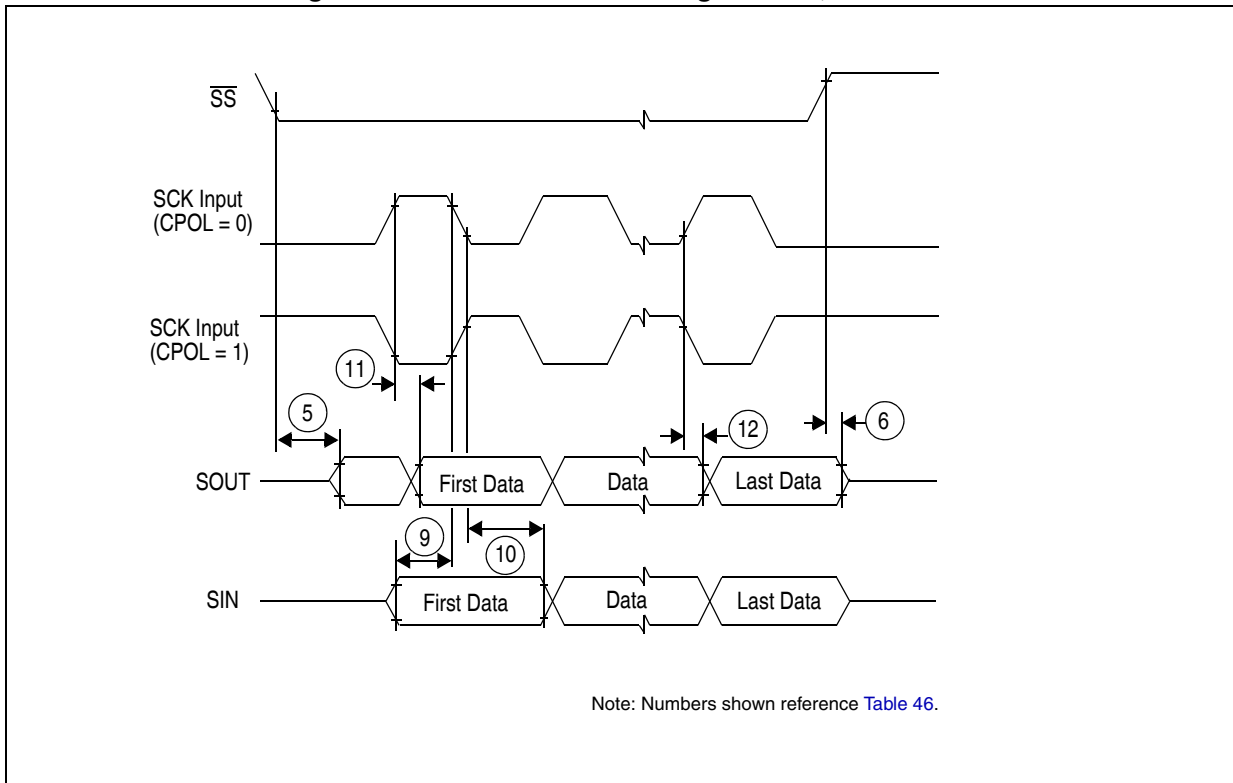 SS
SCK Input
(CPOL = 0)
SCK Input
(CPOL = 1)
11
5
12
6
SOUT
First Data
Data
Last Data
9
10
SIN
First Data
Data
Last Data
Note: Numbers shown reference Table 46.